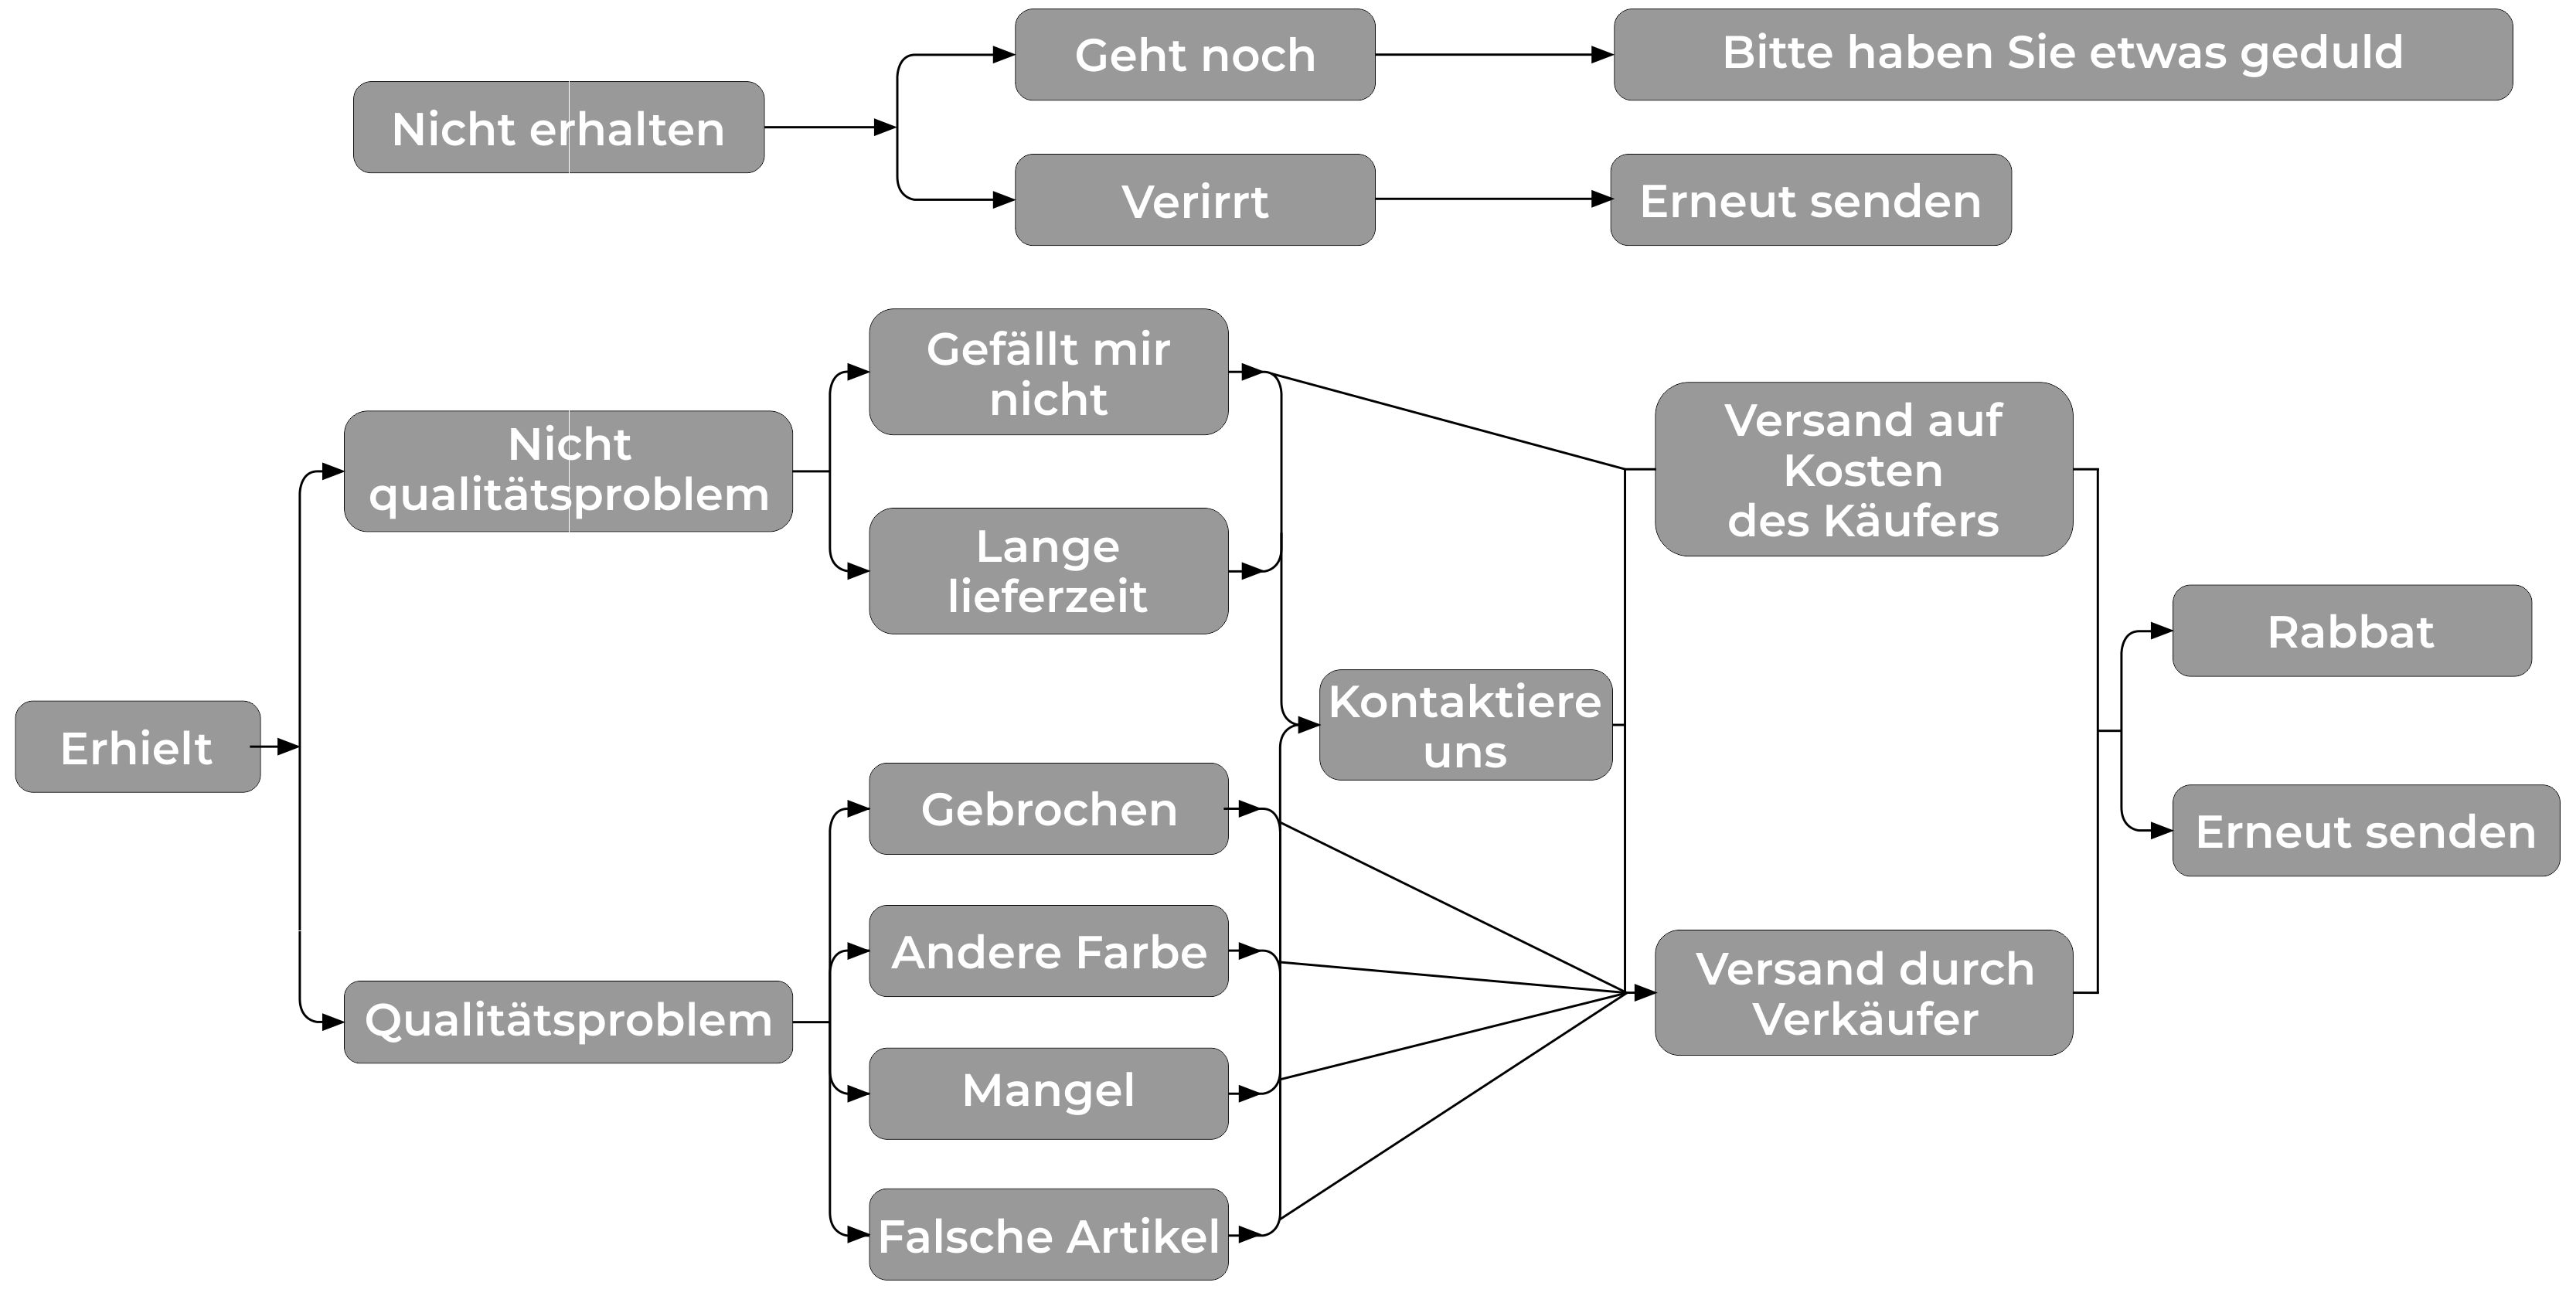 Geht noch
Bitte haben Sie etwas geduld
Nicht erhalten
Verirrt
Erneut senden
Gefällt mir
nicht
Nicht
qualitätsproblem
Lange
lieferzeit
Versand auf
Kosten
des Käufers
Rabbat
Erhielt
Kontaktiere
uns
Gebrochen
Erneut senden
Andere Farbe
Versand durch
Verkäufer
Qualitätsproblem
Mangel
Falsche Artikel